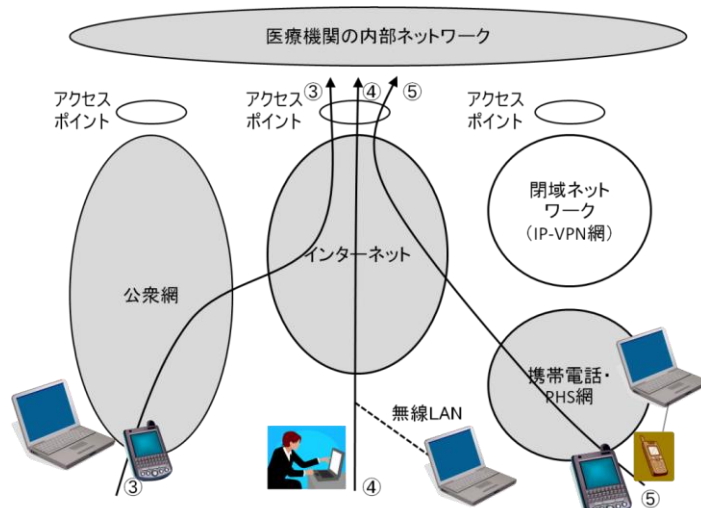 医療機関の内部ネットワーク
③
④
⑤
アクセス
ポイント
アクセス
ポイント
アクセス
ポイント
閉域ネット
ワーク
（IP-VPN網）
インターネット
公衆網
携帯電話・
PHS網
無線LAN
③
④
⑤